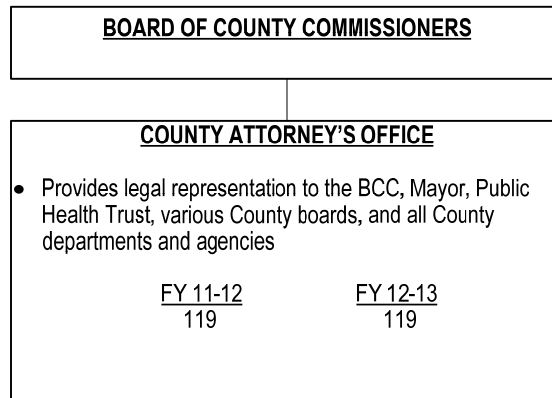 BOARD OF COUNTY COMMISSIONERS
COUNTY ATTORNEY'S OFFICE
● Provides legal representation to the BCC, Mayor, Public
Health Trust, various County boards, and all County
departments and agencies
FY 11-12 FY 12-13
119 119